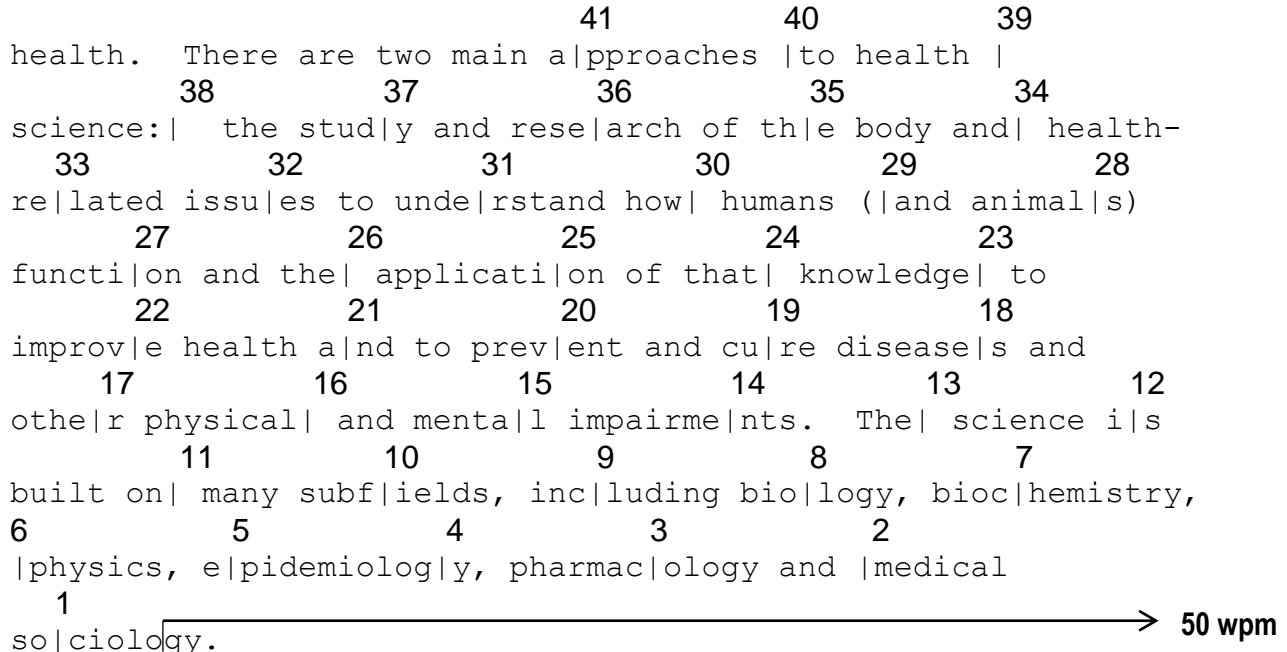 41 40 39
health.  There are two main a|pproaches |to health |
38 37 36 35 34
science:|  the stud|y and rese|arch of th|e body and| health-
33 32 31 30 29 28
re|lated issu|es to unde|rstand how| humans (|and animal|s)
27 26 25 24 23
functi|on and the| applicati|on of that| knowledge| to
22 21 20 19 18
improv|e health a|nd to prev|ent and cu|re disease|s and
17 16 15 14 13 12
othe|r physical| and menta|l impairme|nts.  The| science i|s
11 10 9 8 7
built on| many subf|ields, inc|luding bio|logy, bioc|hemistry,
6 5 4 3 2
|physics, e|pidemiolog|y, pharmac|ology and |medical
1
50 wpm
so|ciology.